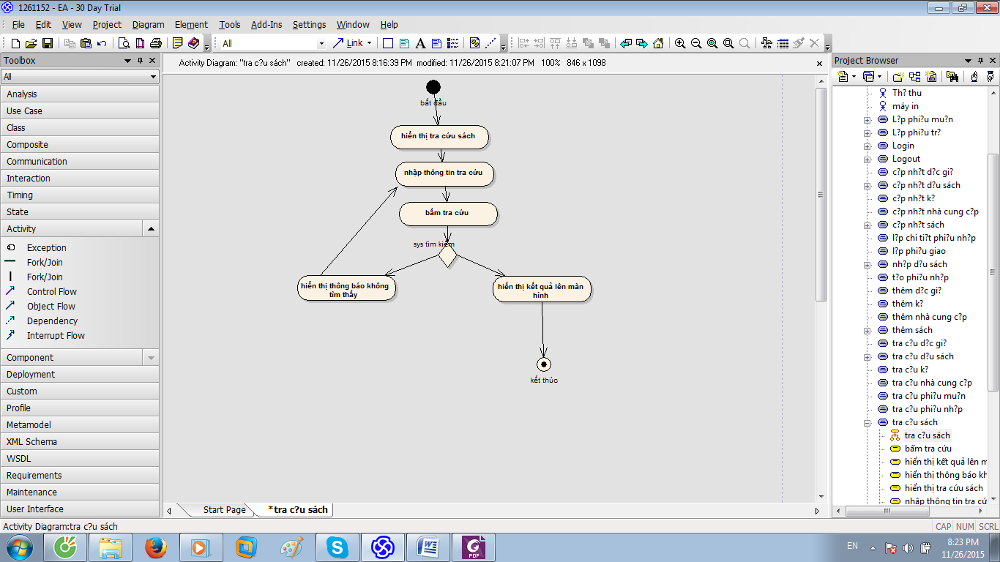 1261152 - EA - 30 Day Trial
File Edit View Project Diagram Element Tools Add-Ins Settings Window Help
All
Link
Toolbox
All
Analysis
Use Case
Class
Composite
Communication
Interaction
Timing
State
Activity
Exception
Fork/Join
Fork/Join
Control Flow
Object Flow
Dependency
Interrupt Flow
Component
Deployment
Custom
Profile
Metamodel
XML Schema
WSDL
Requirements
Maintenance
User Interface
Activity Diagram: "tra c?u sách" created: 11/26/2015 8:16:39 PM modified: 11/26/2015 8:21:07 PM 100% 846 x 1098
bắt đầu
hiển thị tra cứu sách
nhập thông tin tra cứu
bấm tra cứu
sys tìm kiếm
hiển thị thông báo không
tìm thấy
hiển thị kết quả lên màn
hình
kết thúc
Start Page
*tra c?u sách
Project Browser
Th? thu
máy in
L?p phi?u mu?n
L?p phi?u tr?
Login
Logout
c?p nh?t d?c gi?
c?p nh?t d?u sách
c?p nh?t k?
c?p nh?t nhà cung c?p
c?p nh?t sách
l?p chi ti?t phi?u nh?p
l?p phi?u giao
nh?p d?u sách
t?o phi?u nh?p
thêm d?c gi?
thêm k?
thêm nhà cung c?p
thêm sách
tra c?u d?c gi?
tra c?u d?u sách
tra c?u k?
tra c?u nhà cung c?p
tra c?u phi?u mu?n
tra c?u phi?u nh?p
tra c?u sách
tra c?u sách
bấm tra cứu
hiển thị kết quả lên m
hiển thị thông báo kh
hiển thị tra cứu sách
nhập thông tin tra cứ
Activity Diagram:tra c?u sách
CAP NUM SCRL
PDF
EN
8:23 PM
11/26/2015